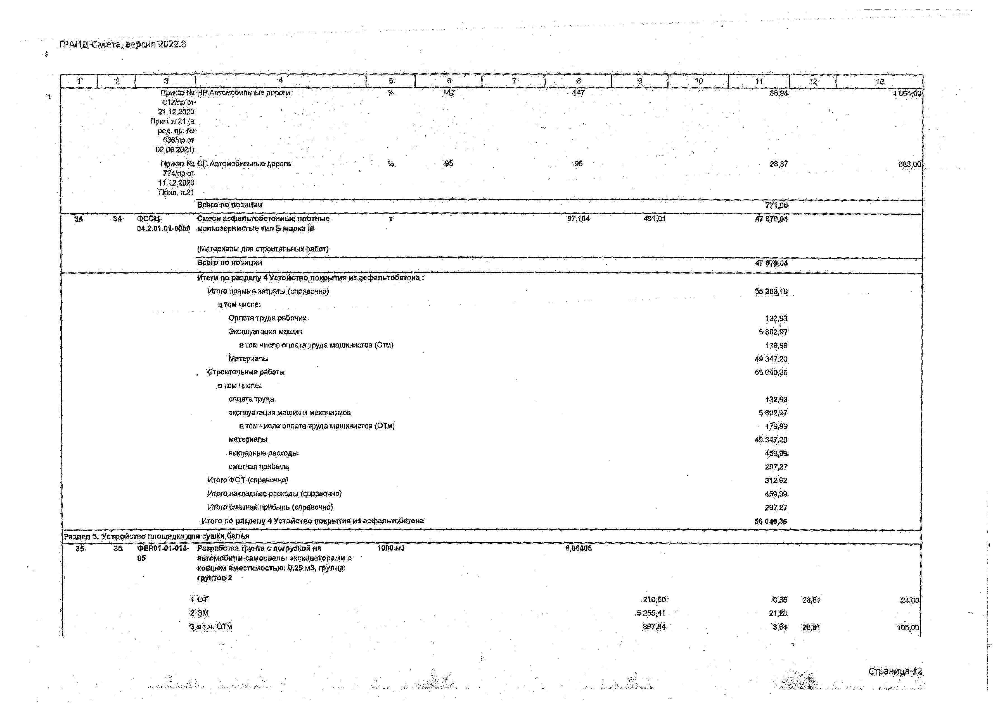 ГРАНД-Смета, версия 2022.3
1 2 3 4 5 6 7 8 9 10 11 12 13
Приказ № НР Автомобильные дороги % 147 147 36,94 1 064,00
812/пр от
21.12.2020
Прил. п.21 (в
ред. пр. №
636/пр от
02.09.2021)
Приказ № СП Автомобильные дороги % 95 95 23,87 688,00
774/пр от
11.12.2020
Прил. п.21
Всего по позиции 771,06
34 34 ФССЦ- Смеси асфальтобетонные плотные т 97,104 491,01 47 679,04
04.2.01.01-0050 мелкозернистые тип Б марка III
(Материалы для строительных работ)
Всего по позиции 47 679,04
Итоги по разделу 4 Устойство покрытия из асфальтобетона :
Итого прямые затраты (справочно) 55 283,10
в том числе:
Оплата труда рабочих 132,93
Эксплуатация машин 5 802,97
в том числе оплата труда машинистов (Отм) 179,99
Материалы 49 347,20
Строительные работы 56 040,36
в том числе:
оплата труда 132,93
эксплуатация машин и механизмов 5 802,97
в том числе оплата труда машинистов (ОТм) 179,99
материалы 49 347,20
накладные расходы 459,99
сметная прибыль 297,27
Итого ФОТ (справочно) 312,92
Итого накладные расходы (справочно) 459,99
Итого сметная прибыль (справочно) 297,27
Итого по разделу 4 Устойство покрытия из асфальтобетона 56 040,36
Раздел 5. Устройство площадки для сушки белья
35 35 ФЕР01-01-014- Разработка грунта с погрузкой на 1000 м3 0,00405
05 автомобили-самосвалы экскаваторами с
ковшом вместимостью: 0,25 м3, группа
грунтов 2
1 ОТ 210,60 0,85 28,81 24,00
2 ЭМ 5 255,41 21,28
3 в т.ч. ОТм 897,84 3,64 28,81 105,00
Страница 12